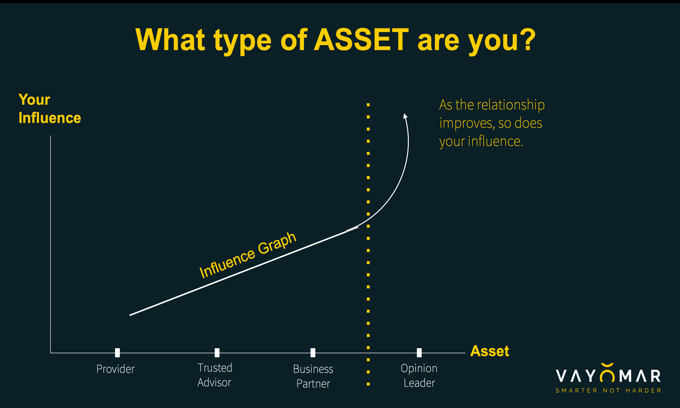 What type of ASSET are you?
Your
Influence
As the relationship
improves, so does
your influence.
Influence Graph
Asset
Provider
Trusted
Advisor
Business
Partner
Opinion
Leader
VAYOMAR
SMARTER NOT HARDER